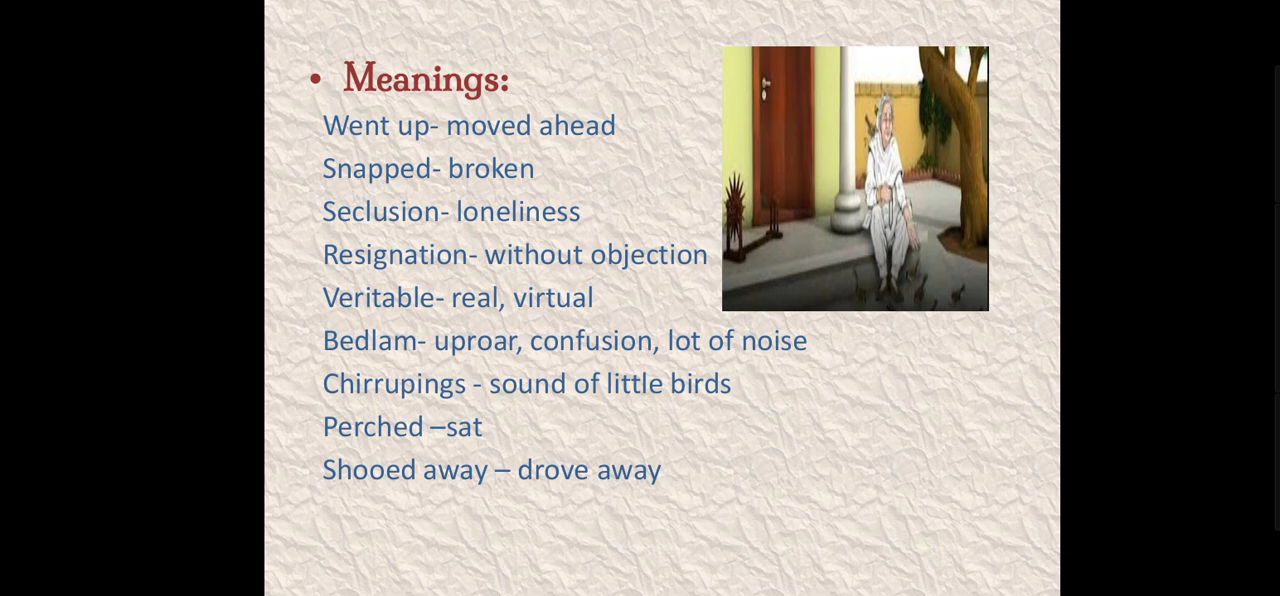 • Meanings:
Went up- moved ahead
Snapped- broken
Seclusion- loneliness
Resignation- without objection
Veritable- real, virtual
Bedlam- uproar, confusion, lot of noise
Chirrupings - sound of little birds
Perched –sat
Shooed away – drove away